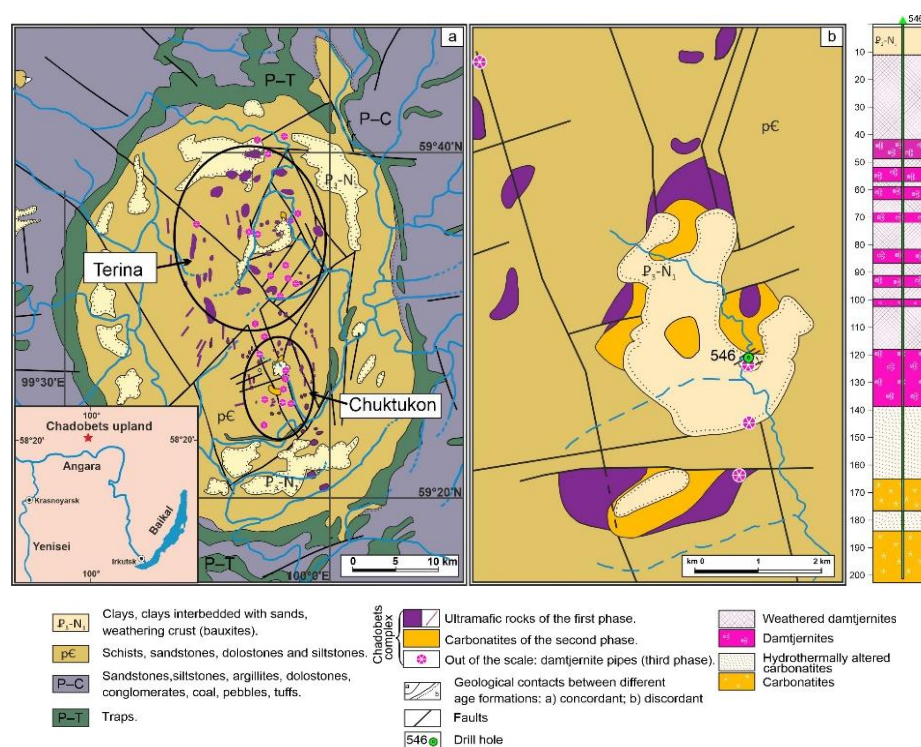 a
P–T
P–C
59°40'E
P₃-N₁
Terina
99°30'E
Chuktukon
pЄ
59°20'E
P₃-N₁
100°0'E
P–T
0 5 10 km
100°
58°20'
Chadobets upland
58°20'
Angara
Krasnoyarsk
Baikal
Yenisei
Irkutsk
100°
b
pЄ
P₃-N₁
546
km 0 1 2 km
546
P₃-N₁
10
20
30
40
50
60
70
80
90
100
110
120
130
140
150
160
170
180
190
200
P₃-N₁
Clays, clays interbedded with sands,
weathering crust (bauxites).
pЄ
Schists, sandstones, dolostones and siltstones.
P–C
Sandstones,siltstones, argillites, dolostones,
conglomerates, coal, pebbles, tuffs.
P–T
Traps.
Chadobets
complex
Ultramafic rocks of the first phase.
Carbonatites of the second phase.
Out of the scale: damtjernite pipes (third phase).
a
b
Geological contacts between different
age formations: a) concordant; b) discordant
Faults
546
Drill hole
Weathered damtjernites
Damtjernites
Hydrothermally altered
carbonatites
Carbonatites